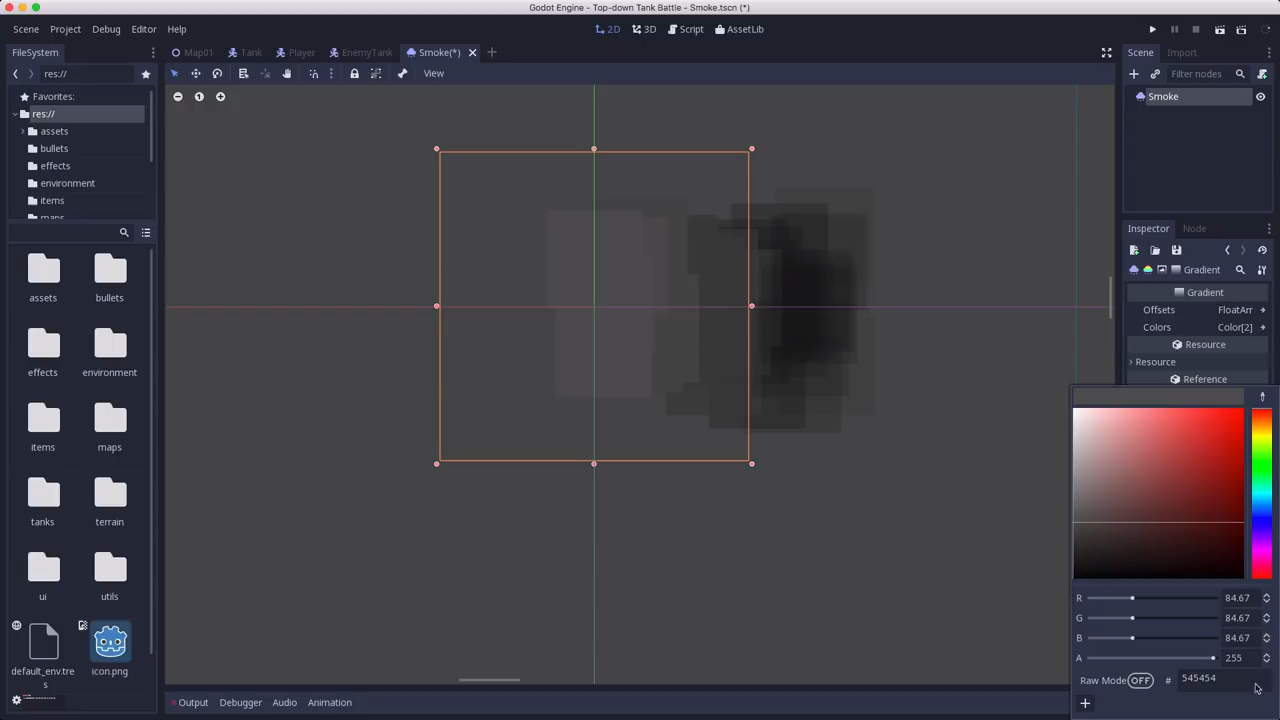 Godot Engine - Top-down Tank Battle - Smoke.tscn (*)
Scene Project Debug Editor Help
2D 3D Script AssetLib
FileSystem
Map01 Tank Player EnemyTank Smoke(*)
Scene Import
res://
View
Filter nodes
Favorites:
res://
assets
bullets
effects
environment
items
maps
1
Smoke
Inspector Node
Gradient
Gradient
Offsets FloatArr
Colors Color[2]
Resource
Resource
Reference
assets bullets
effects environment
items maps
tanks terrain
ui utils
default_env.tre
s
icon.png
R 84.67
G 84.67
B 84.67
A 255
Raw Mode OFF # 545454
Output Debugger Audio Animation